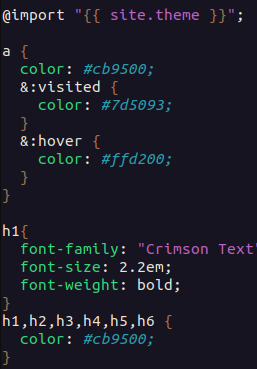 @import "{{ site.theme }}";
a {
  color: #cb9500;
  &:visited {
    color: #7d5093;
  }
  &:hover {
    color: #ffd200;
  }
}
h1{
  font-family: "Crimson Text"
  font-size: 2.2em;
  font-weight: bold;
}
h1,h2,h3,h4,h5,h6 {
  color: #cb9500;
}